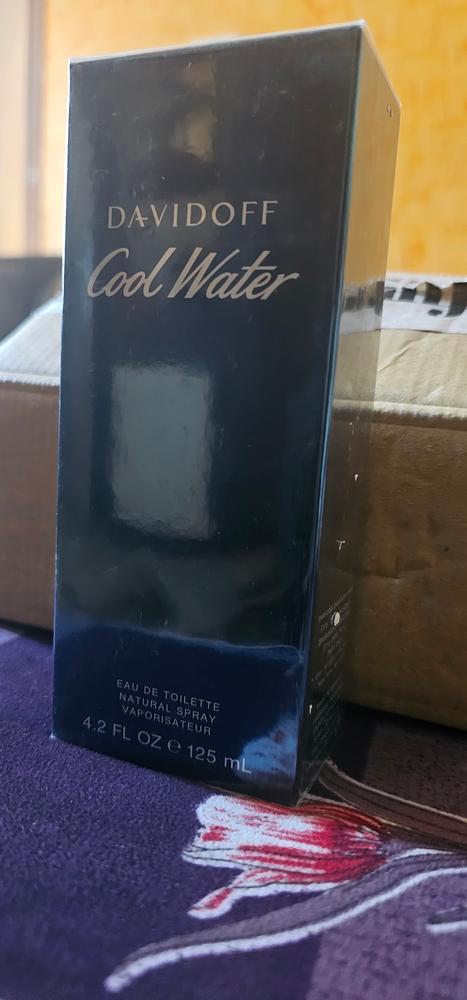 DAVIDOFF
Cool Water
EAU DE TOILETTE
NATURAL SPRAY
VAPORISATEUR
4.2 FL OZ ℮ 125 mL